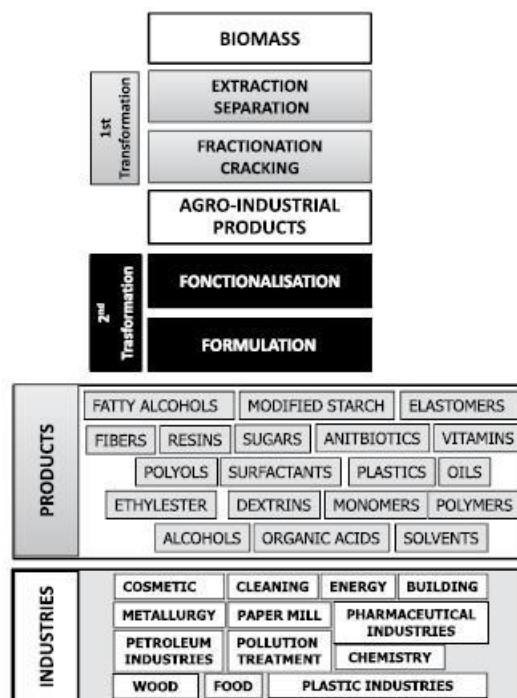 BIOMASS
1st
Transformation
EXTRACTION
SEPARATION
FRACTIONATION
CRACKING
AGRO-INDUSTRIAL
PRODUCTS
2nd
Trasformation
FONCTIONALISATION
FORMULATION
PRODUCTS
FATTY ALCOHOLS MODIFIED STARCH ELASTOMERS
FIBERS RESINS SUGARS ANITBIOTICS VITAMINS
POLYOLS SURFACTANTS PLASTICS OILS
ETHYLESTER DEXTRINS MONOMERS POLYMERS
ALCOHOLS ORGANIC ACIDS SOLVENTS
INDUSTRIES
COSMETIC CLEANING ENERGY BUILDING
METALLURGY PAPER MILL PHARMACEUTICAL
INDUSTRIES
PETROLEUM POLLUTION
INDUSTRIES TREATMENT CHEMISTRY
WOOD FOOD PLASTIC INDUSTRIES